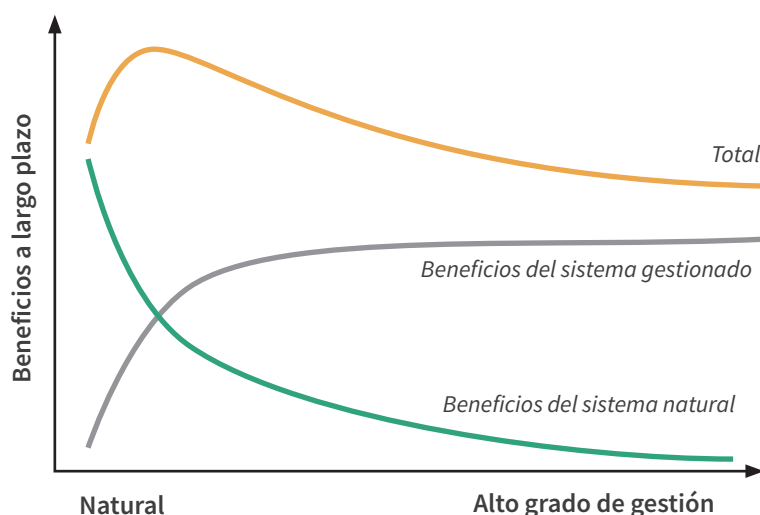 Beneficios a largo plazo
Total
Beneficios del sistema gestionado
Beneficios del sistema natural
Natural
Alto grado de gestión